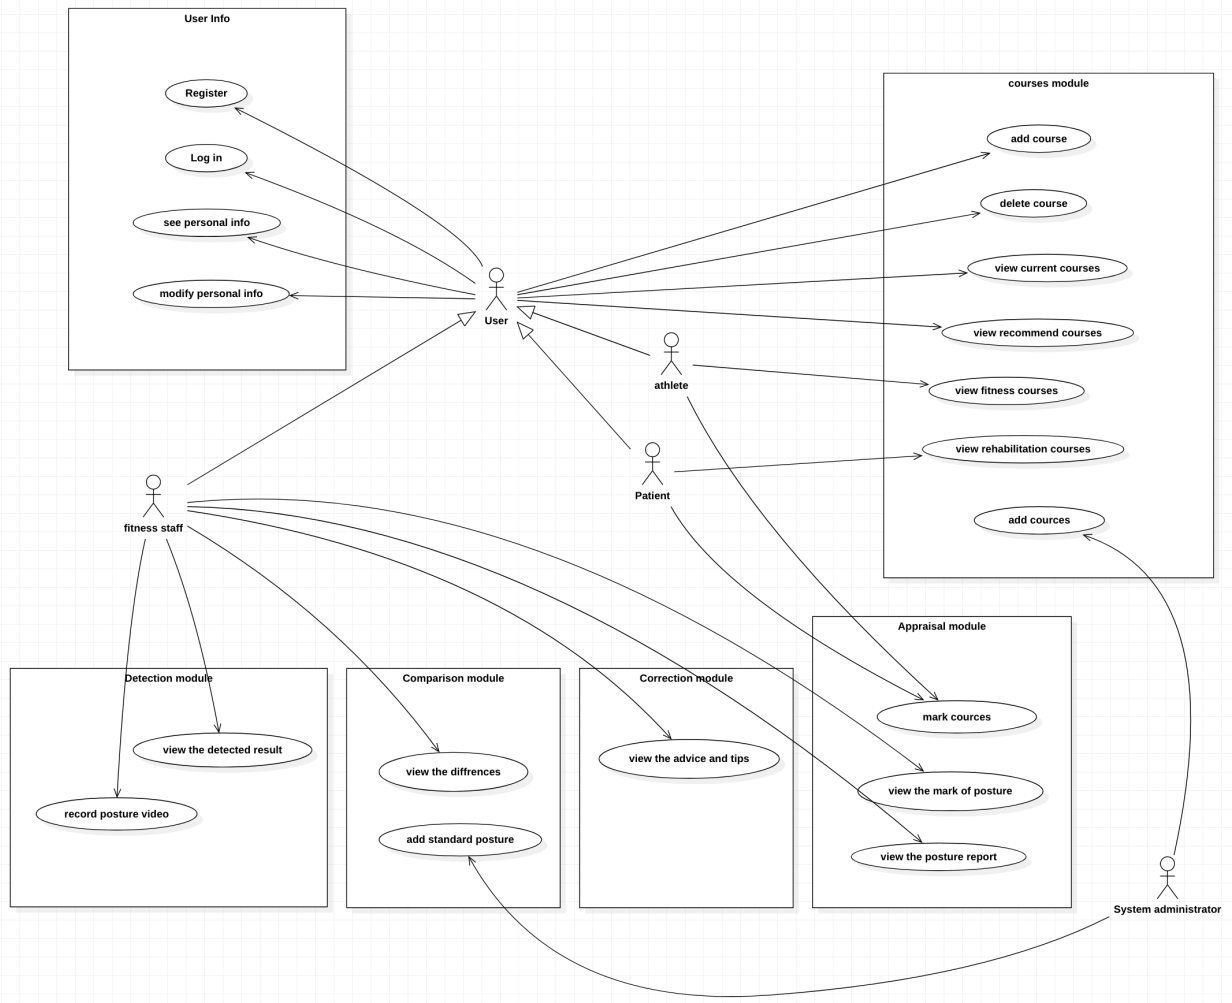 User Info
Register
Log in
see personal info
modify personal info
User
courses module
add course
delete course
view current courses
view recommend courses
view fitness courses
view rehabilitation courses
add cources
athlete
Patient
fitness staff
Detection module
view the detected result
record posture video
Comparison module
view the diffrences
add standard posture
Correction module
view the advice and tips
Appraisal module
mark cources
view the mark of posture
view the posture report
System administrator